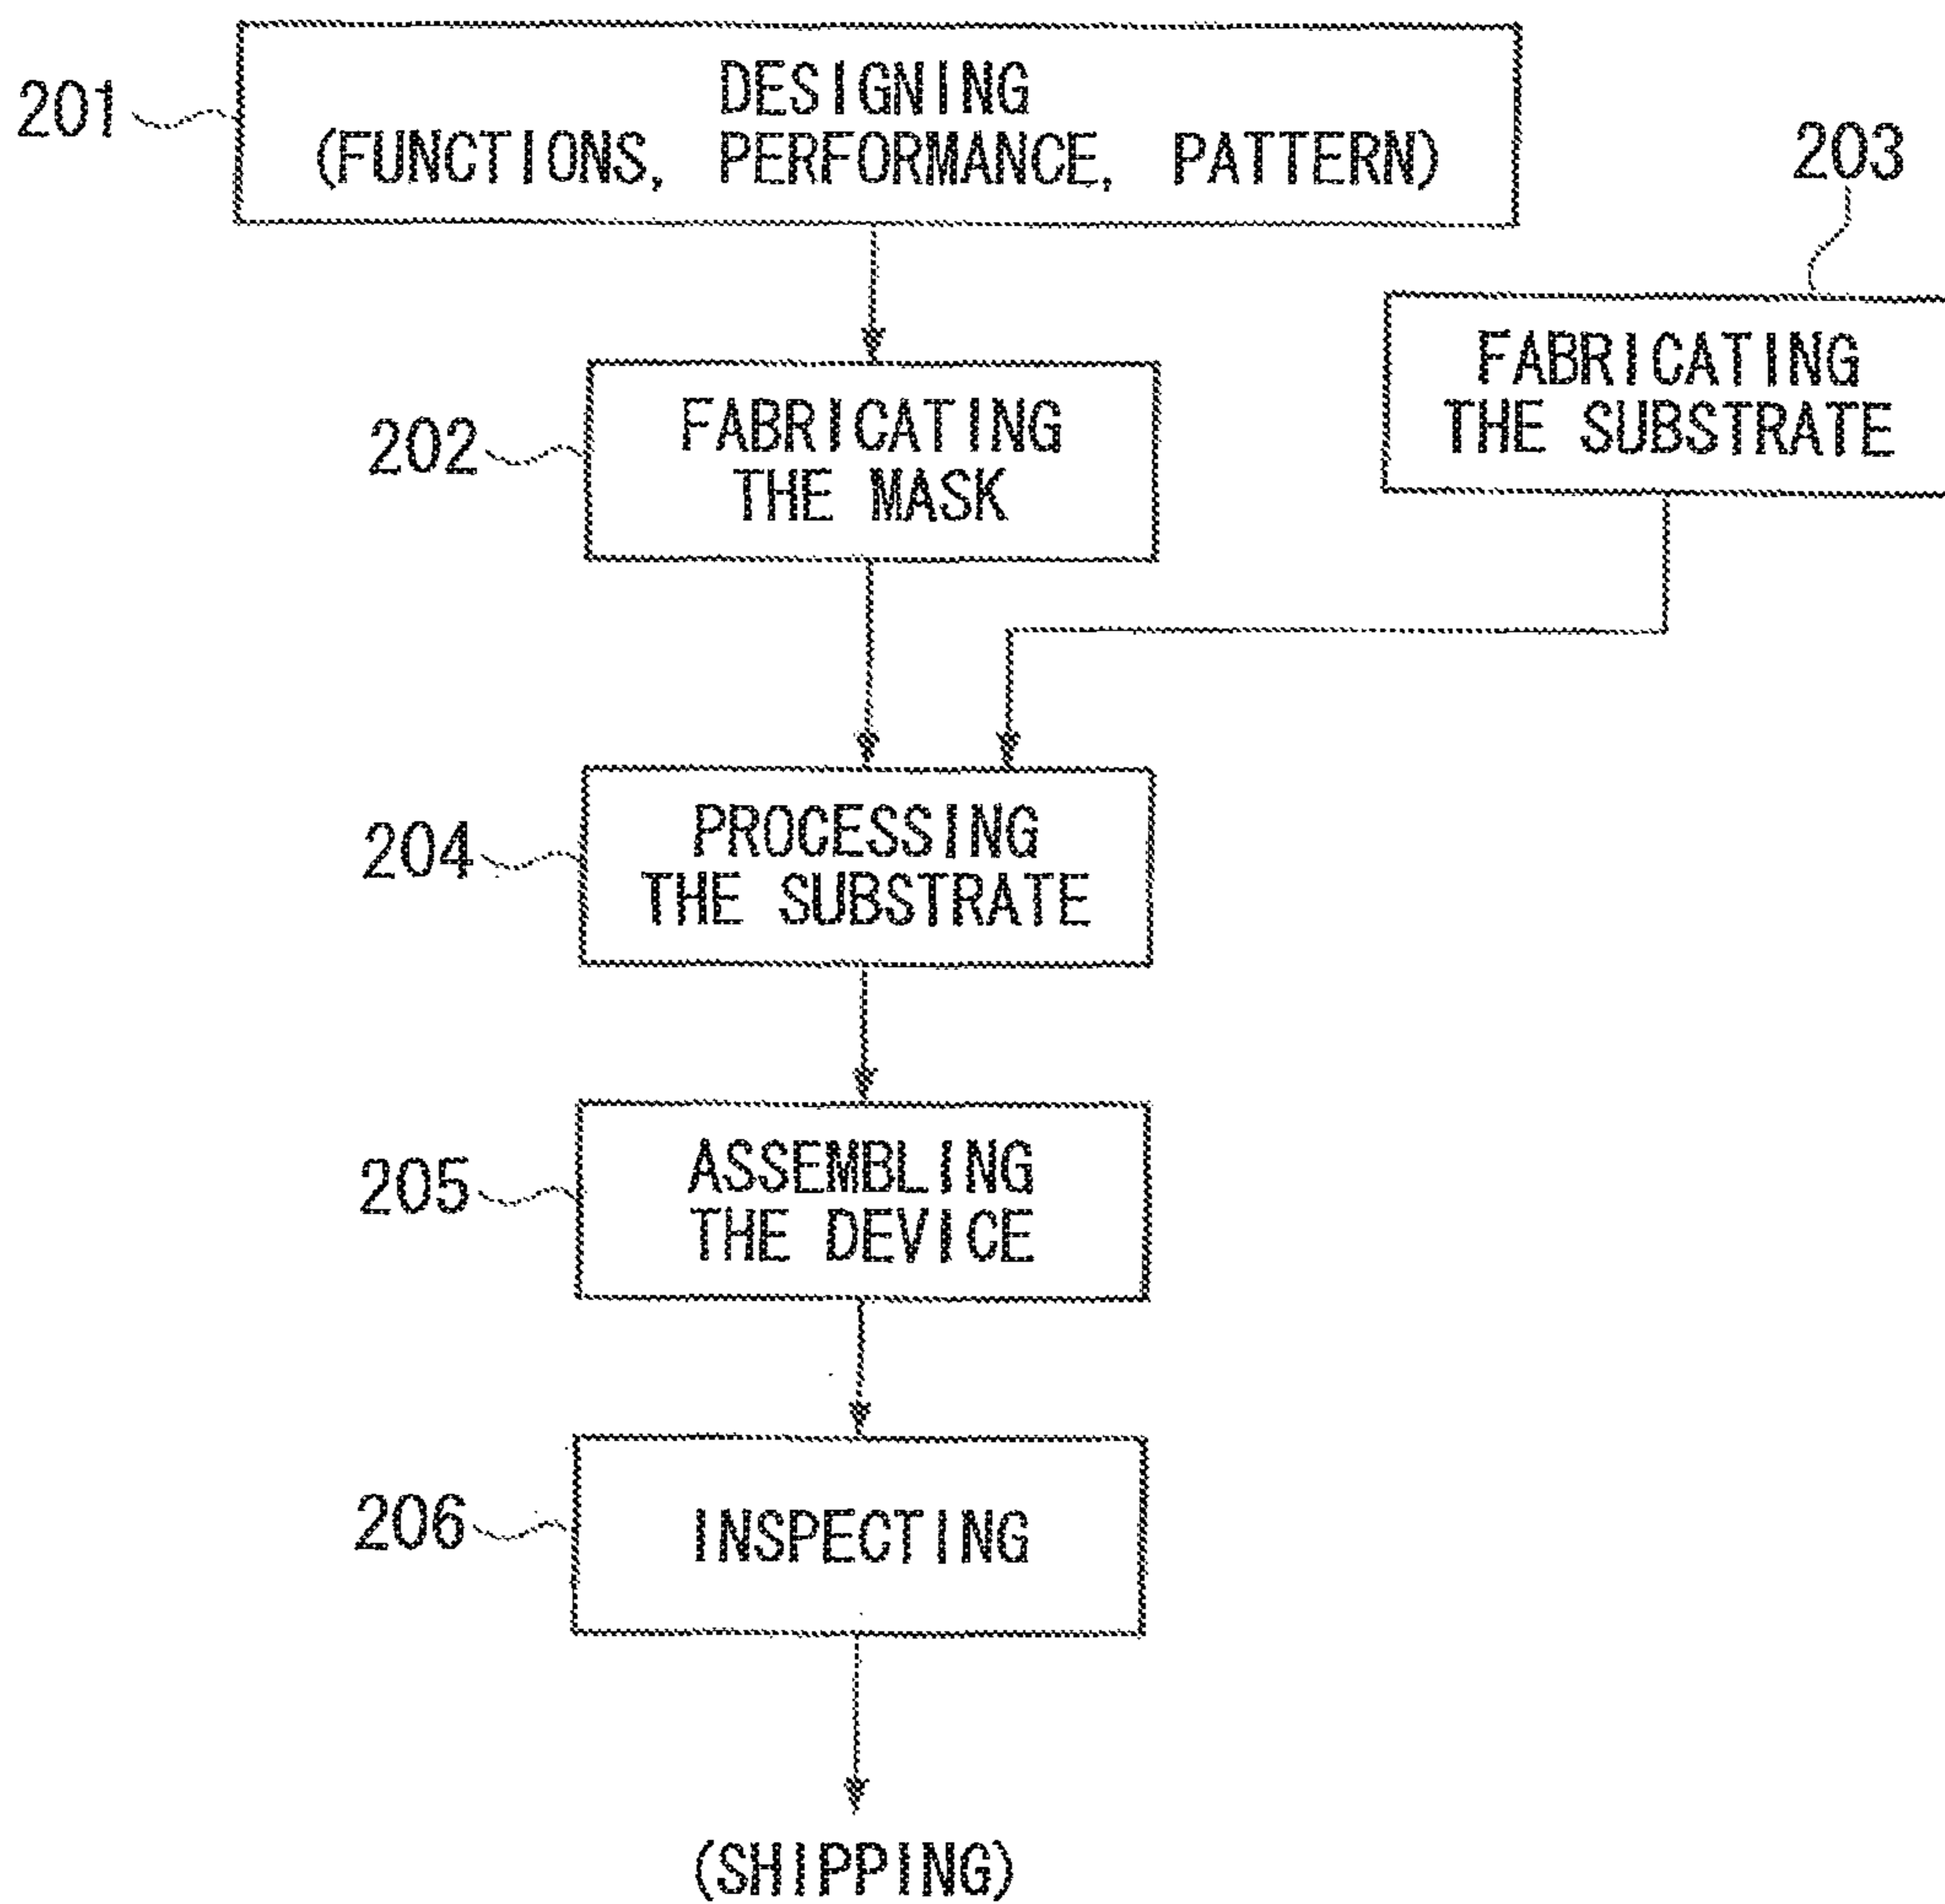 201
DESIGNING
(FUNCTIONS, PERFORMANCE, PATTERN)
203
FABRICATING
THE SUBSTRATE
202
FABRICATING
THE MASK
204
PROCESSING
THE SUBSTRATE
205
ASSEMBLING
THE DEVICE
206
INSPECTING
(SHIPPING)